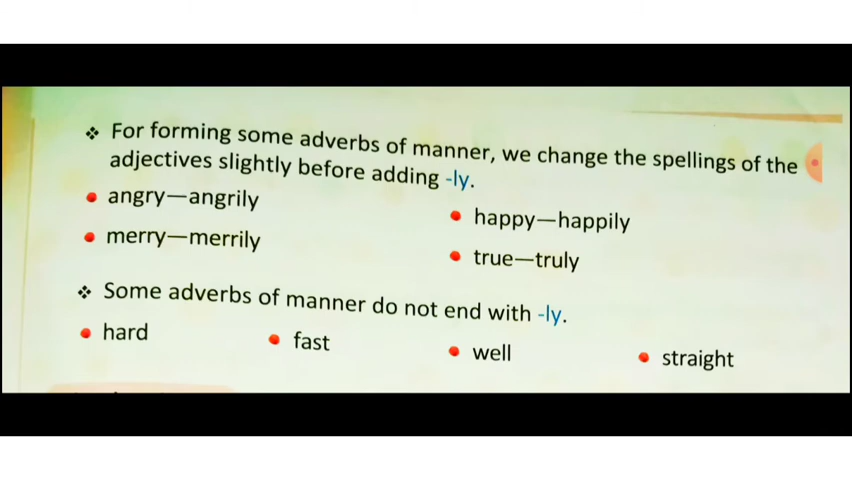 ❖ For forming some adverbs of manner, we change the spellings of the
adjectives slightly before adding -ly.
• angry—angrily • happy—happily
• merry—merrily • true—truly
❖ Some adverbs of manner do not end with -ly.
• hard • fast • well • straight